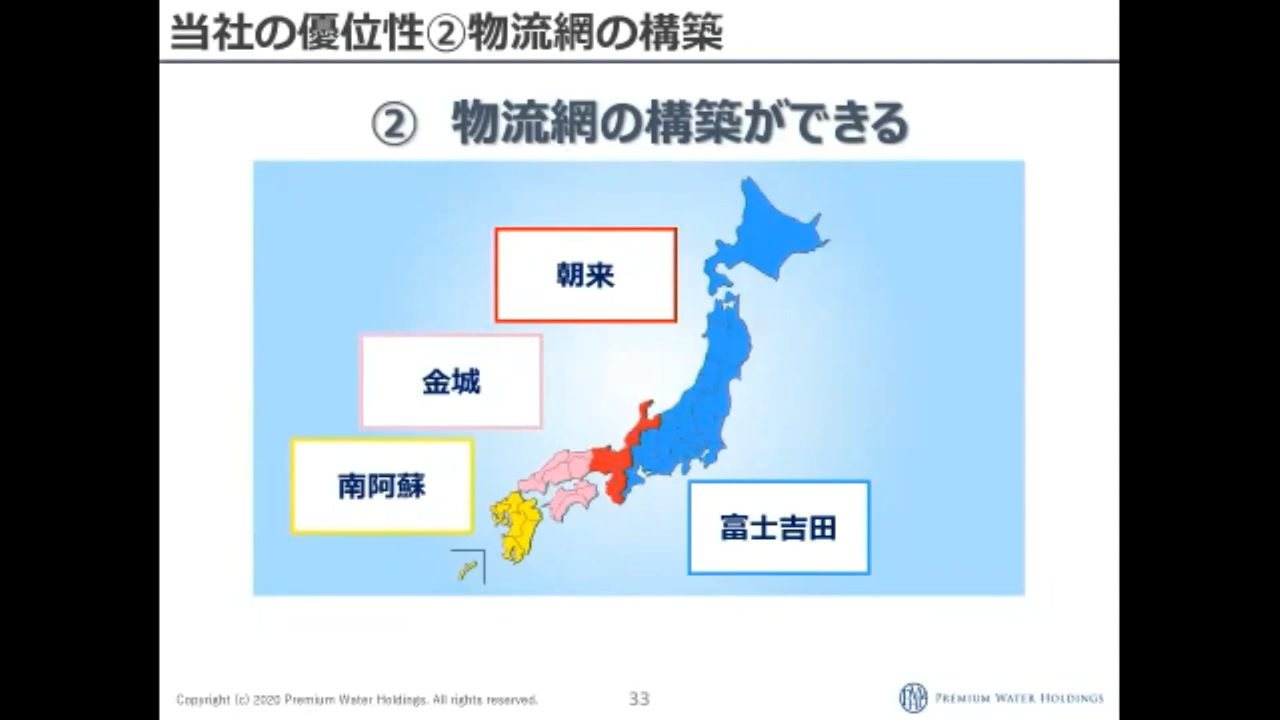 当社の優位性②物流網の構築
② 物流網の構築ができる
朝来
金城
南阿蘇
富士吉田
Copyright (c) 2020 Premium Water Holdings. All rights reserved.
33
PREMIUM WATER HOLDINGS